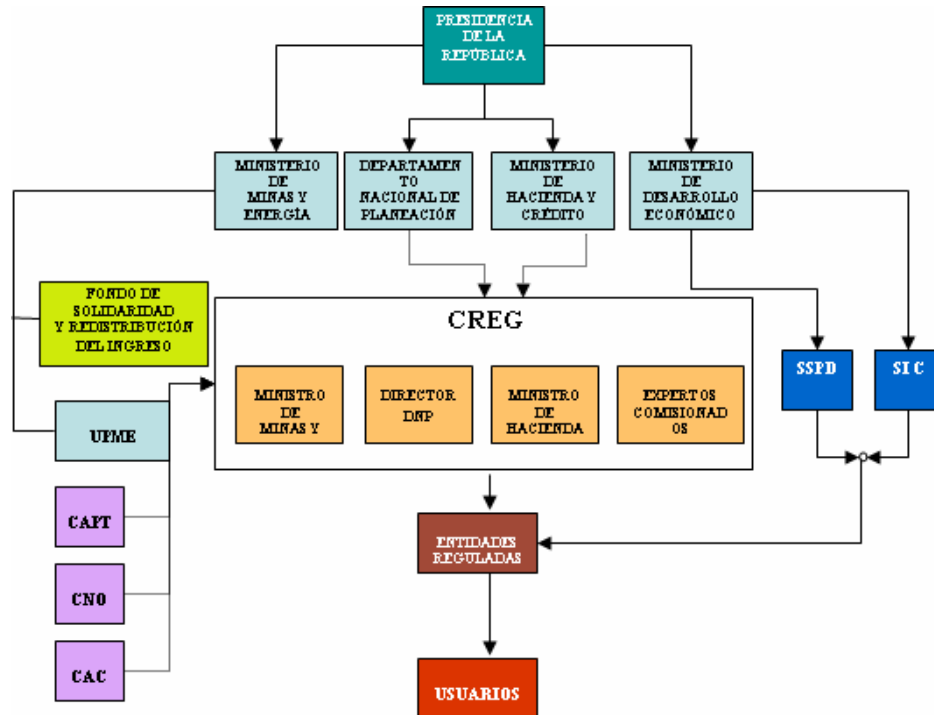 PRESIDENCIA
DE LA
REPÚBLICA
MINISTERIO
DE
MINAS Y
ENERGÍA
DEPARTAMEN
TO
NACIONAL DE
PLANEACIÓN
MINISTERIO
DE
HACIENDA Y
CRÉDITO
MINISTERIO
DE
DESARROLLO
ECONÓMICO
FONDO DE
SOLIDARIDAD
Y REDISTRIBUCIÓN
DEL INGRESO
CREG
MINISTRO
DE
MINAS Y
DIRECTOR
DNP
MINISTRO
DE
HACIENDA
EXPERTOS
COMISIONAD
OS
SSPD
SIC
UPME
CAPT
CNO
CAC
ENTIDADES
REGULADAS
USUARIOS